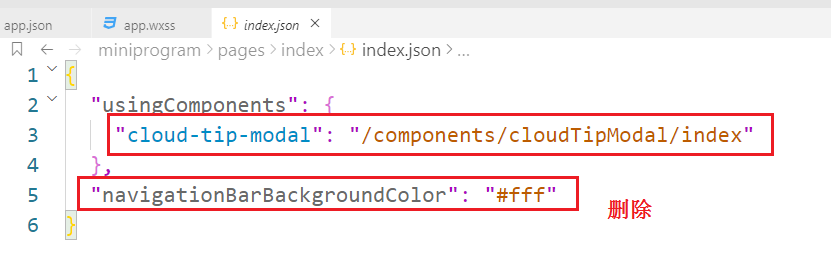 app.json app.wxss index.json
miniprogram > pages > index > index.json > ...
1 {
2 "usingComponents": {
3 "cloud-tip-modal": "/components/cloudTipModal/index"
4 },
5 "navigationBarBackgroundColor": "#fff"
删除
6 }